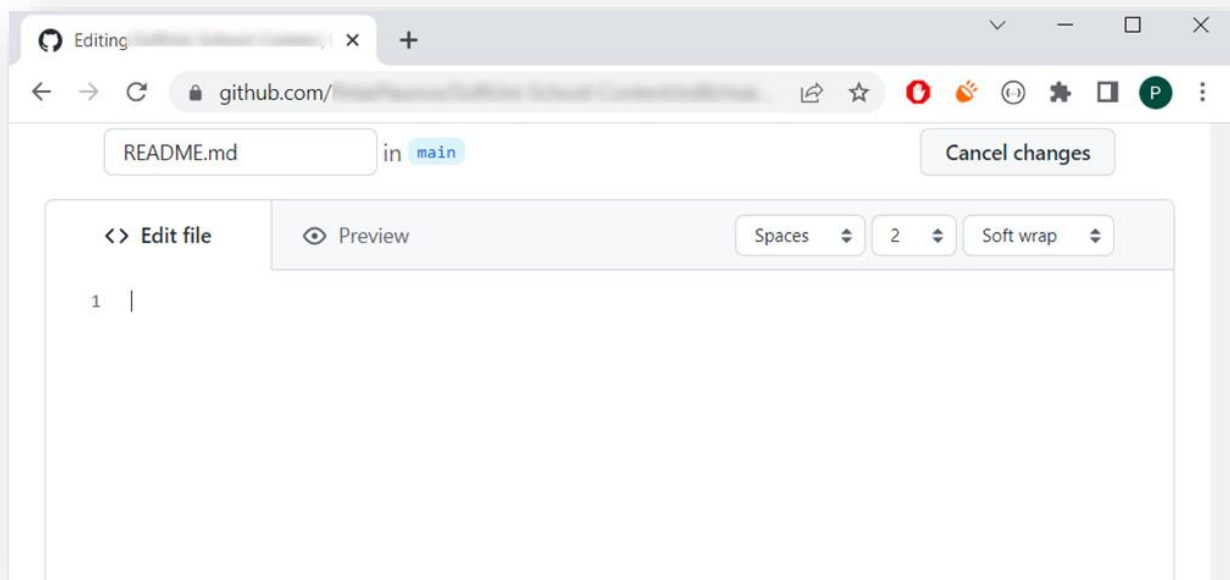 Editing
github.com/
P
README.md in main Cancel changes
<> Edit file Preview Spaces 2 Soft wrap
1